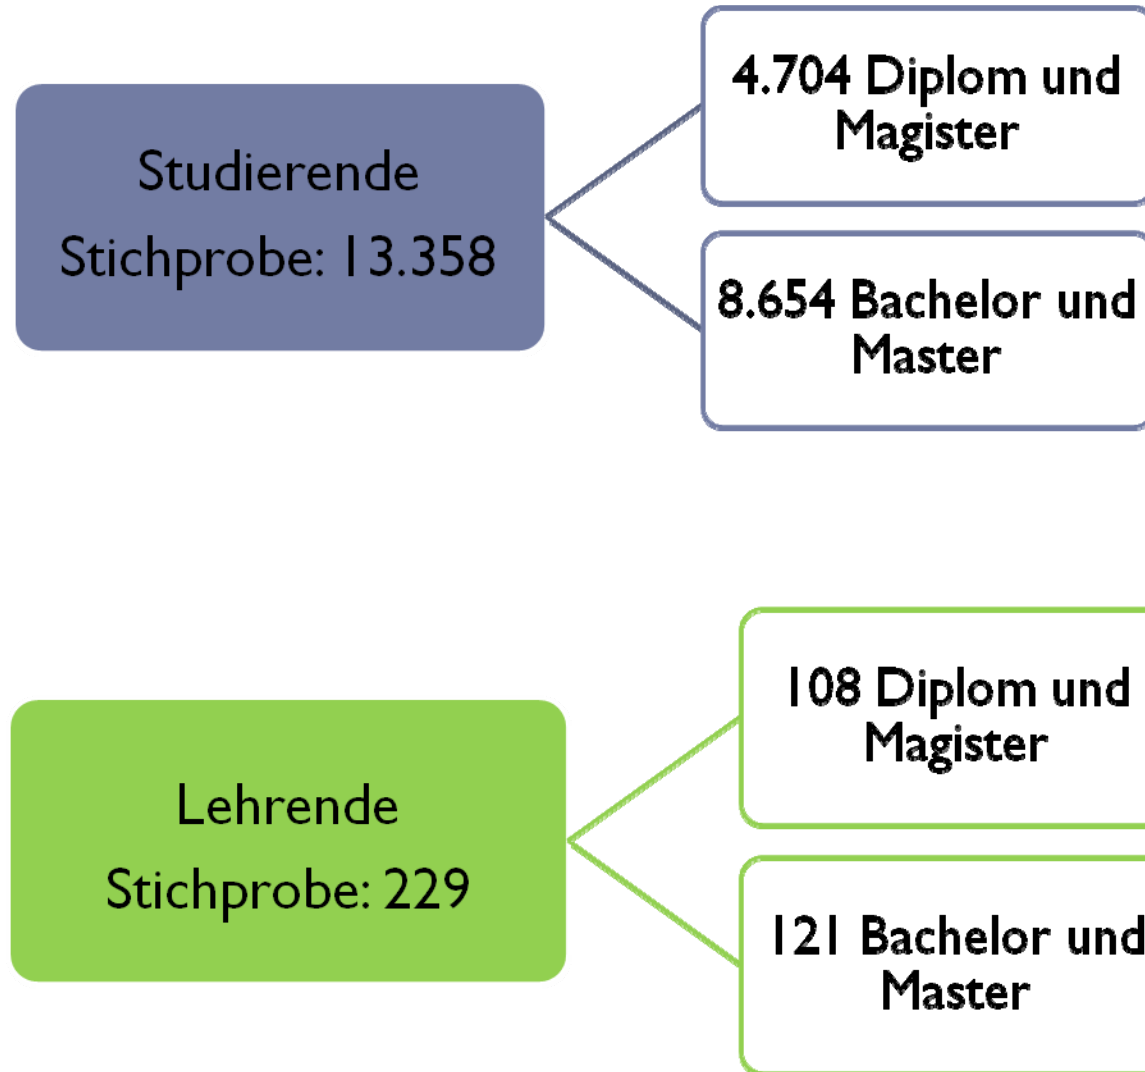 Studierende
Stichprobe: 13.358
4.704 Diplom und
Magister
8.654 Bachelor und
Master
Lehrende
Stichprobe: 229
108 Diplom und
Magister
121 Bachelor und
Master